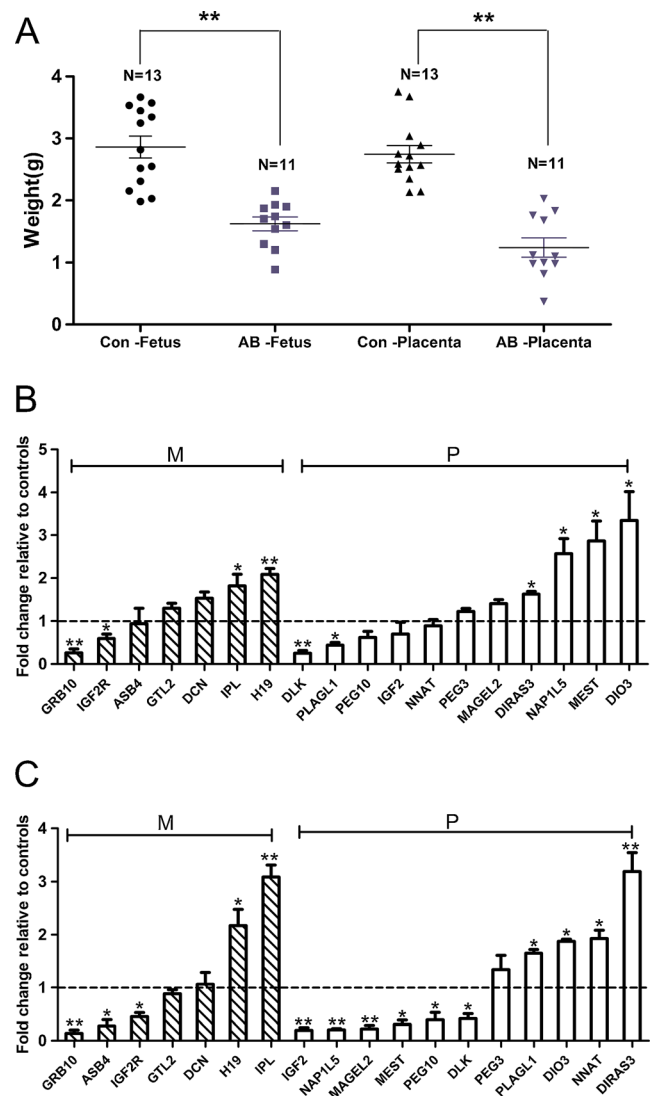 A
** **
N=13 N=13
N=11 N=11
Weight(g)
4
3
2
1
0
Con -Fetus AB -Fetus Con -Placenta AB -Placenta
B
Fold change relative to controls
5
4
3
2
1
0
M P
** * * ** ** * * * * *
GRB10 IGF2R ASB4 GTL2 DCN IPL H19 DLK PLAGL1 PEG10 IGF2 NNAT PEG3 MAGEL2 DIRAS3 NAP1L5 MEST DIO3
C
Fold change relative to controls
4
3
2
1
0
M P
** * * * ** ** ** ** * * * * * * **
GRB10 ASB4 IGF2R GTL2 DCN H19 IPL IGF2 NAP1L5 MAGEL2 MEST PEG10 DLK PEG3 PLAGL1 DIO3 NNAT DIRAS3